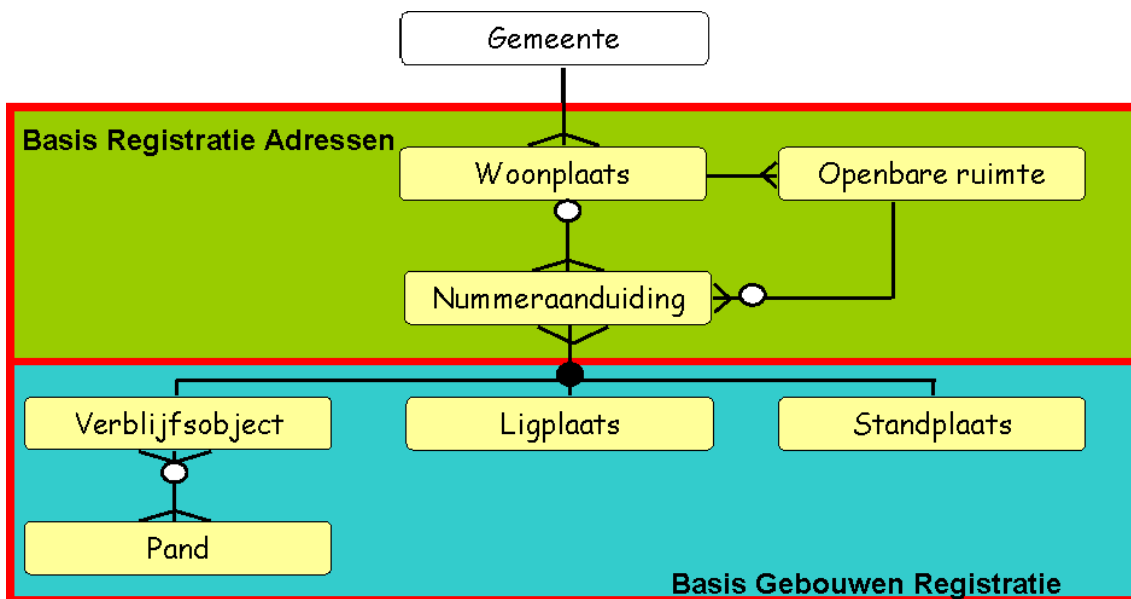 Gemeente
Basis Registratie Adressen
Woonplaats
Openbare ruimte
Nummeraanduiding
Verblijfsobject
Ligplaats
Standplaats
Pand
Basis Gebouwen Registratie